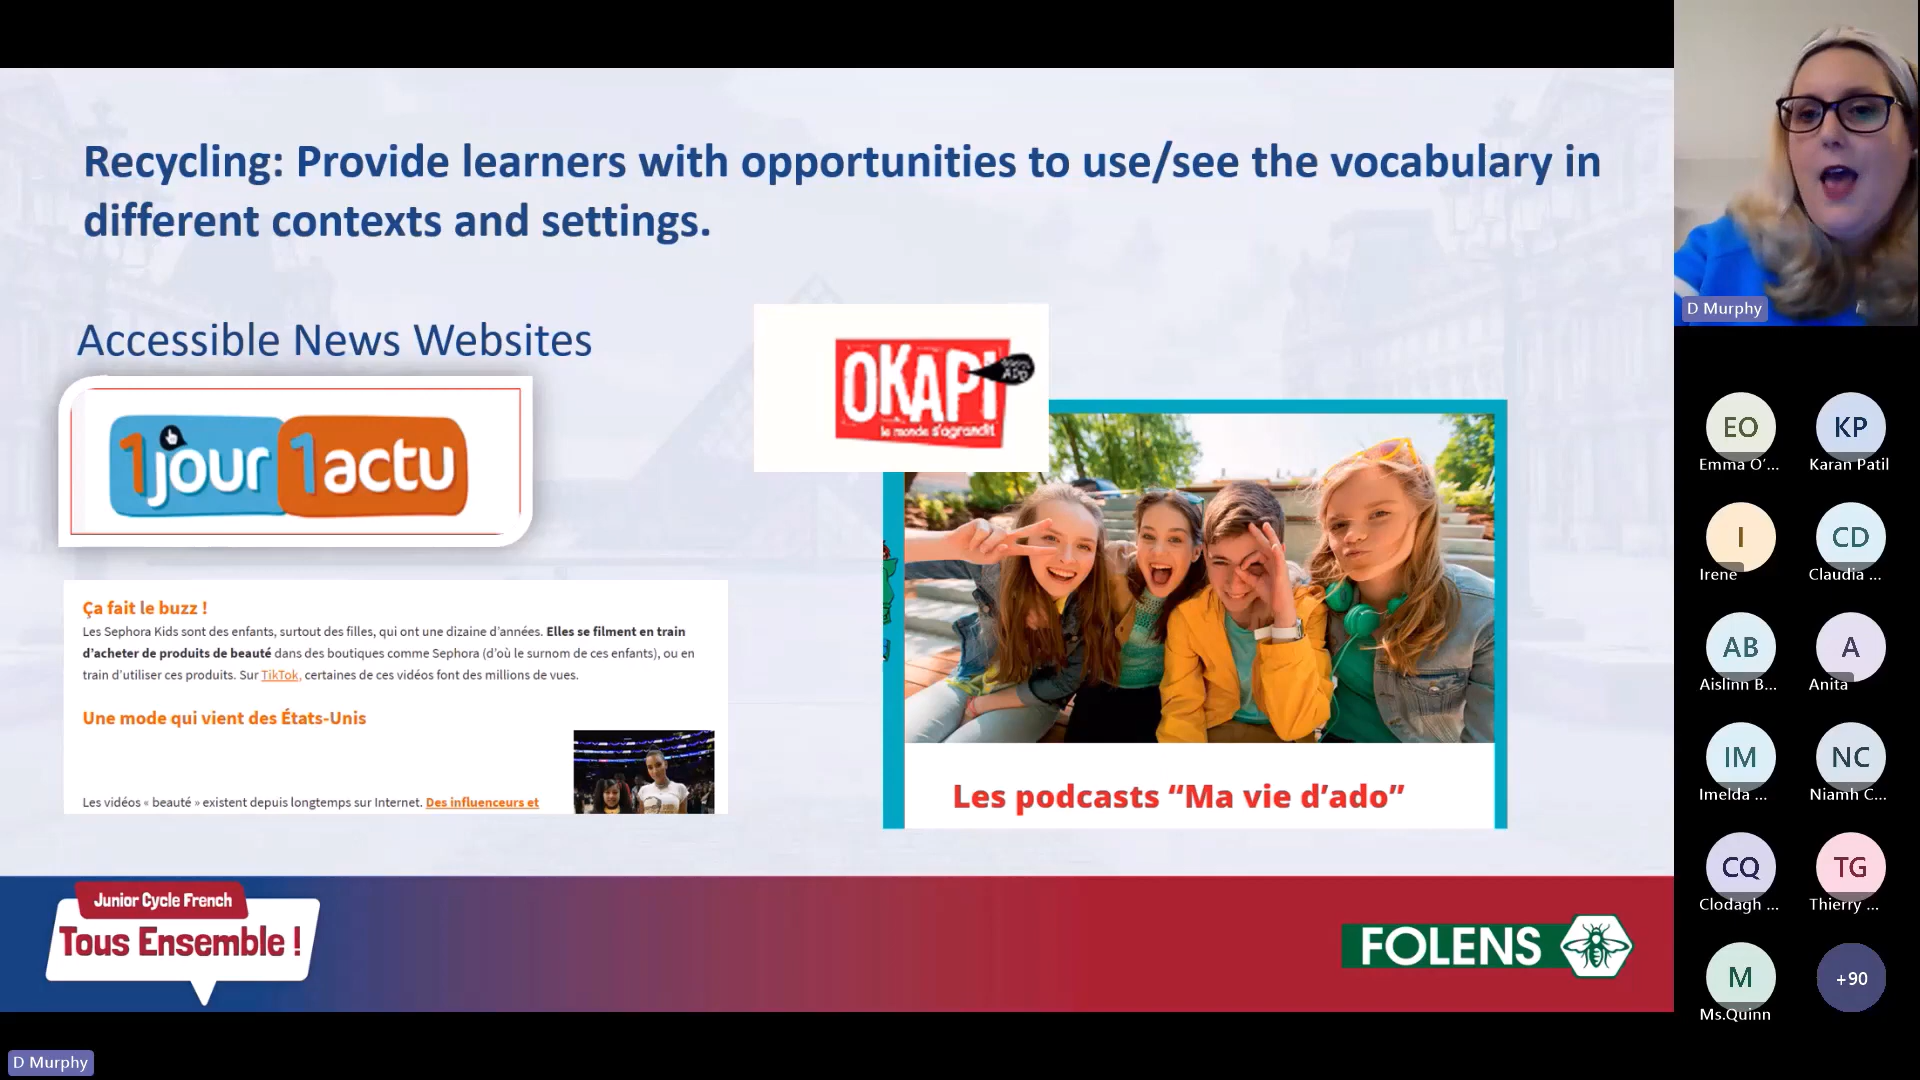 Recycling: Provide learners with opportunities to use/see the vocabulary in
different contexts and settings.
Accessible News Websites
1jour 1actu
OKAPI
le monde s'agrandit
Ça fait le buzz !
Les Sephora Kids sont des enfants, surtout des filles, qui ont une dizaine d'années. Elles se filment en train
d'acheter de produits de beauté dans des boutiques comme Sephora (d'où le surnom de ces enfants), ou en
train d'utiliser ces produits. Sur TikTok, certaines de ces vidéos font des millions de vues.
Une mode qui vient des États-Unis
Les vidéos « beauté » existent depuis longtemps sur Internet. Des influenceurs et
Les podcasts “Ma vie d'ado”
Junior Cycle French
Tous Ensemble !
FOLENS
D Murphy
EO
Emma O'...
KP
Karan Patil
I
Irene
CD
Claudia ...
AB
Aislinn B...
A
Anita
IM
Imelda ...
NC
Niamh C...
CQ
Clodagh ...
TG
Thierry ...
M
Ms.Quinn
+90
D Murphy